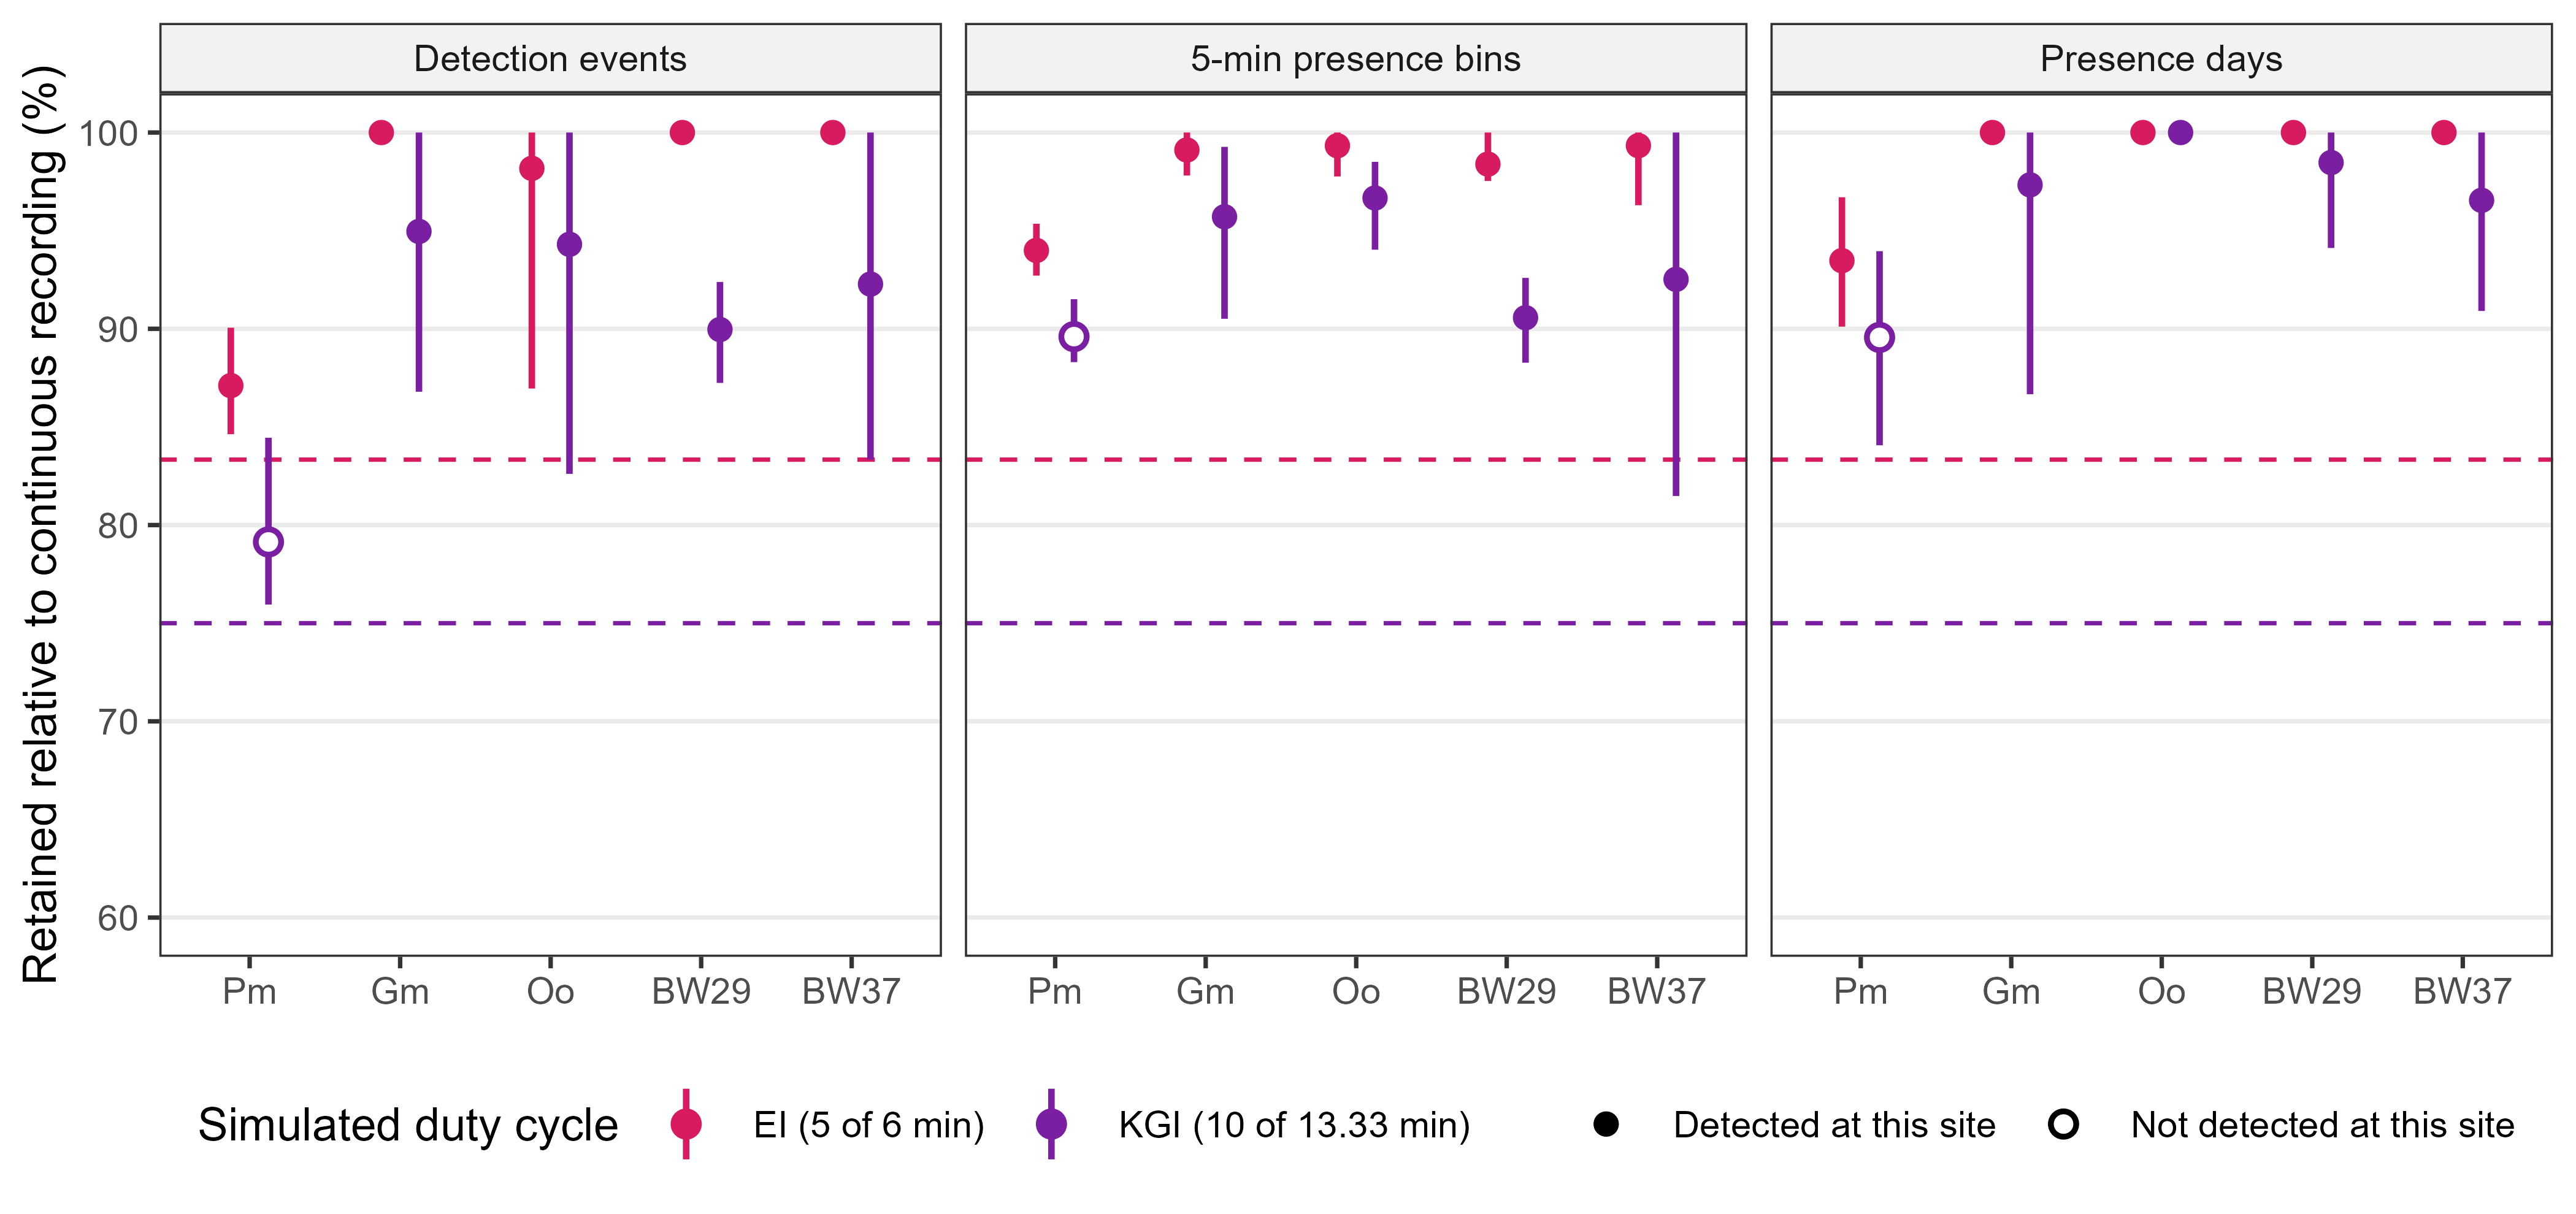 Detection events
5-min presence bins
Presence days
Retained relative to continuous recording (%)
100
90
80
70
60
Pm Gm Oo BW29 BW37
Pm Gm Oo BW29 BW37
Pm Gm Oo BW29 BW37
Simulated duty cycle EI (5 of 6 min) KGI (10 of 13.33 min) Detected at this site Not detected at this site